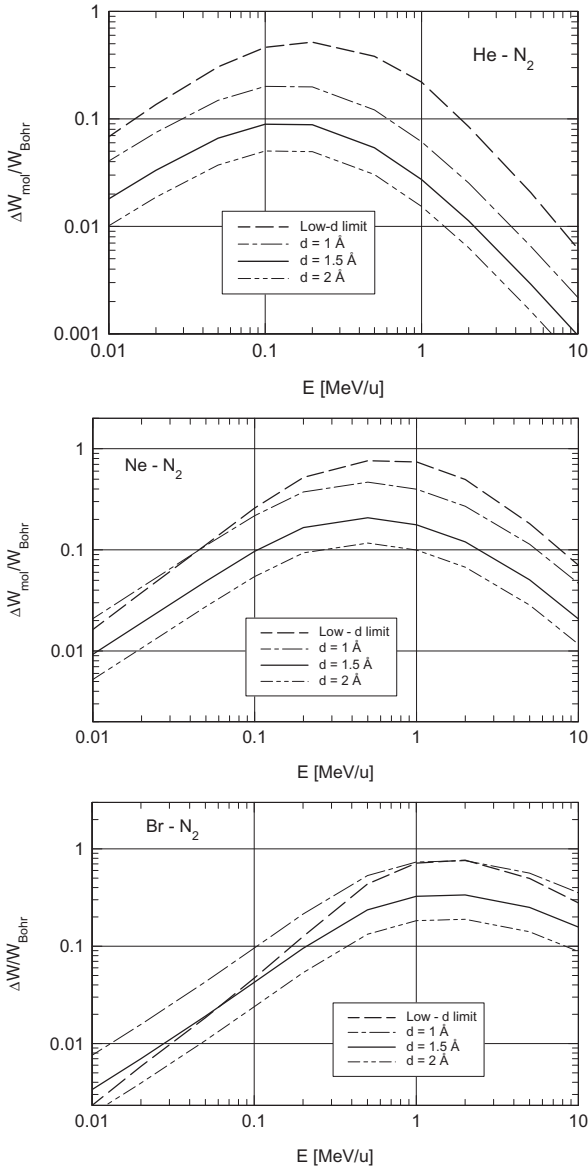 1
He - N2
0.1
ΔWmol/WBohr
0.01
Low-d limit
d = 1 Å
d = 1.5 Å
d = 2 Å
0.001
0.01 0.1 1 10
E [MeV/u]
1
Ne - N2
ΔWmol/WBohr
0.1
0.01
Low - d limit
d = 1 Å
d = 1.5 Å
d = 2 Å
0.01 0.1 1 10
E [MeV/u]
Br - N2
1
ΔW/WBohr
0.1
0.01
Low - d limit
d = 1 Å
d = 1.5 Å
d = 2 Å
0.01 0.1 1 10
E [MeV/u]